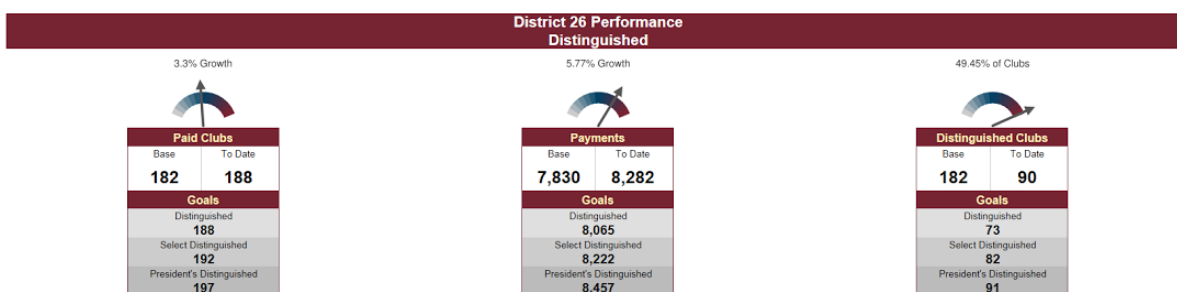 District 26 Performance
Distinguished
3.3% Growth
5.77% Growth
49.45% of Clubs
Paid Clubs
Base To Date
182 188
Goals
Distinguished
188
Select Distinguished
192
President's Distinguished
197
Payments
Base To Date
7,830 8,282
Goals
Distinguished
8,065
Select Distinguished
8,222
President's Distinguished
8,457
Distinguished Clubs
Base To Date
182 90
Goals
Distinguished
73
Select Distinguished
82
President's Distinguished
91